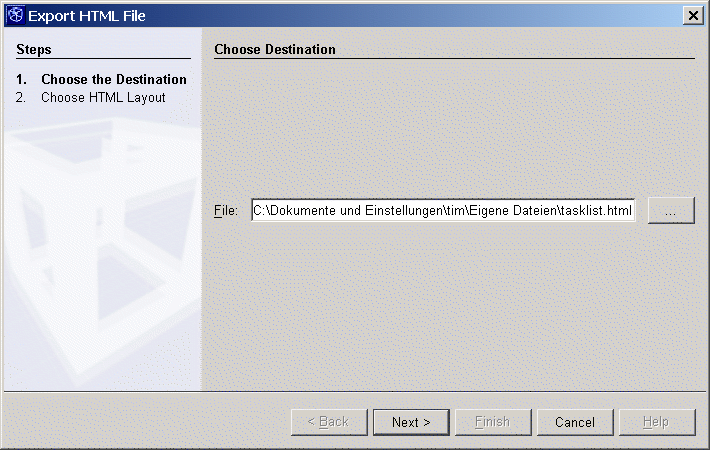 Export HTML File
Steps
1. Choose the Destination
2. Choose HTML Layout
Choose Destination
File: C:\Dokumente und Einstellungen\tim\Eigene Dateien\tasklist.html ...
< Back Next > Finish Cancel Help